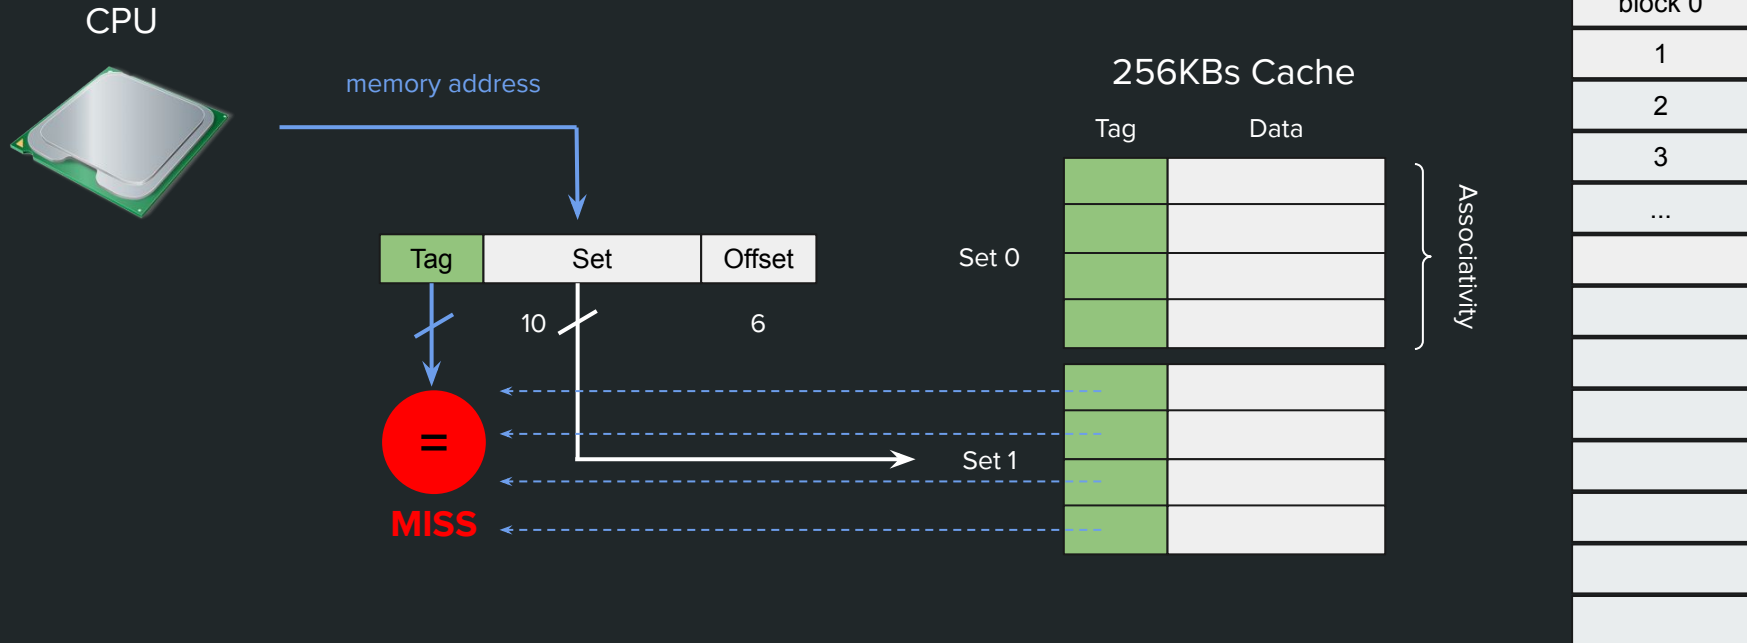 CPU
memory address
Tag
Set
Offset
10
6
=
MISS
256KBs Cache
Tag
Data
Set 0
Set 1
Associativity
block 0
1
2
3
...